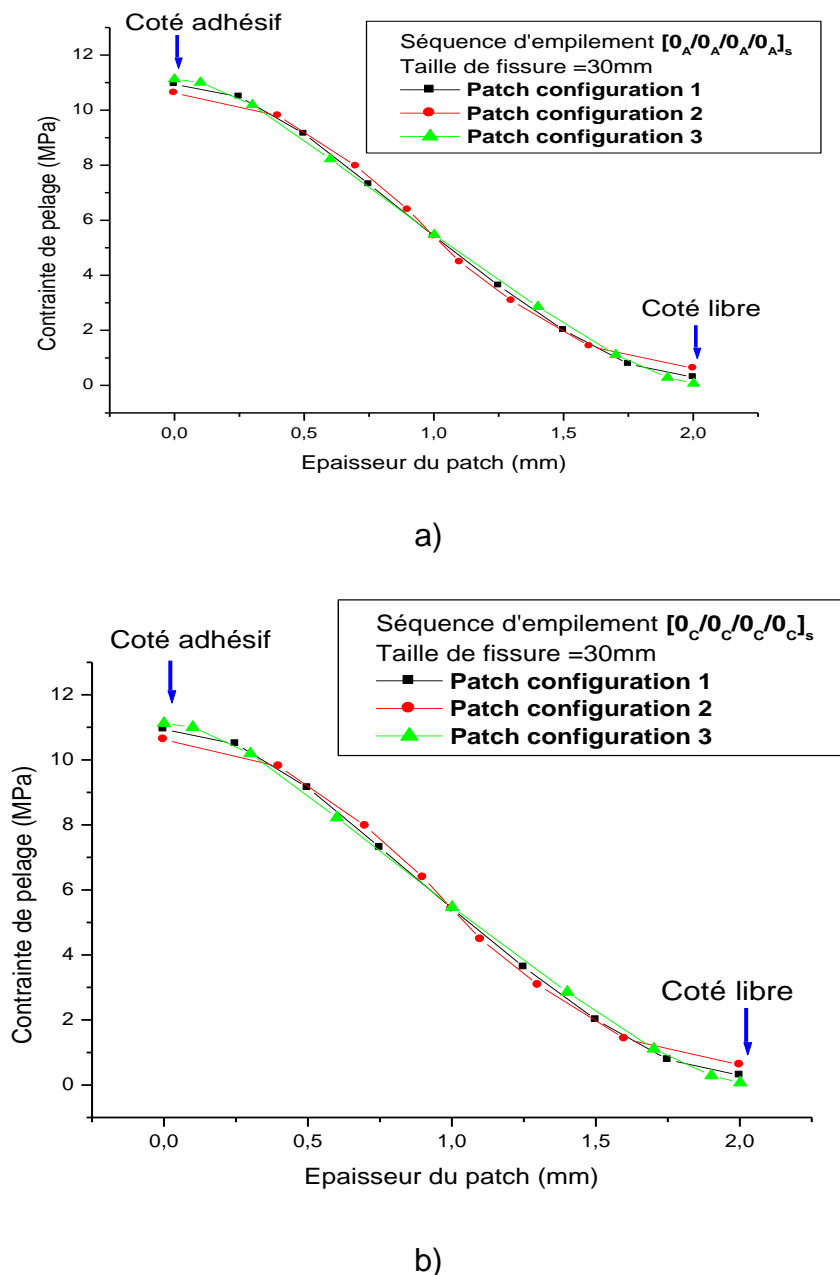 Coté adhésif
Séquence d'empilement [0A/0A/0A/0A]s
Taille de fissure =30mm
Patch configuration 1
Patch configuration 2
Patch configuration 3
Coté libre
Contrainte de pelage (MPa)
12
10
8
6
4
2
0
0,0 0,5 1,0 1,5 2,0
Epaisseur du patch (mm)
a)
Coté adhésif
Séquence d'empilement [0C/0C/0C/0C]s
Taille de fissure =30mm
Patch configuration 1
Patch configuration 2
Patch configuration 3
Coté libre
Contrainte de pelage (MPa)
12
10
8
6
4
2
0
0,0 0,5 1,0 1,5 2,0
Epaisseur du patch (mm)
b)